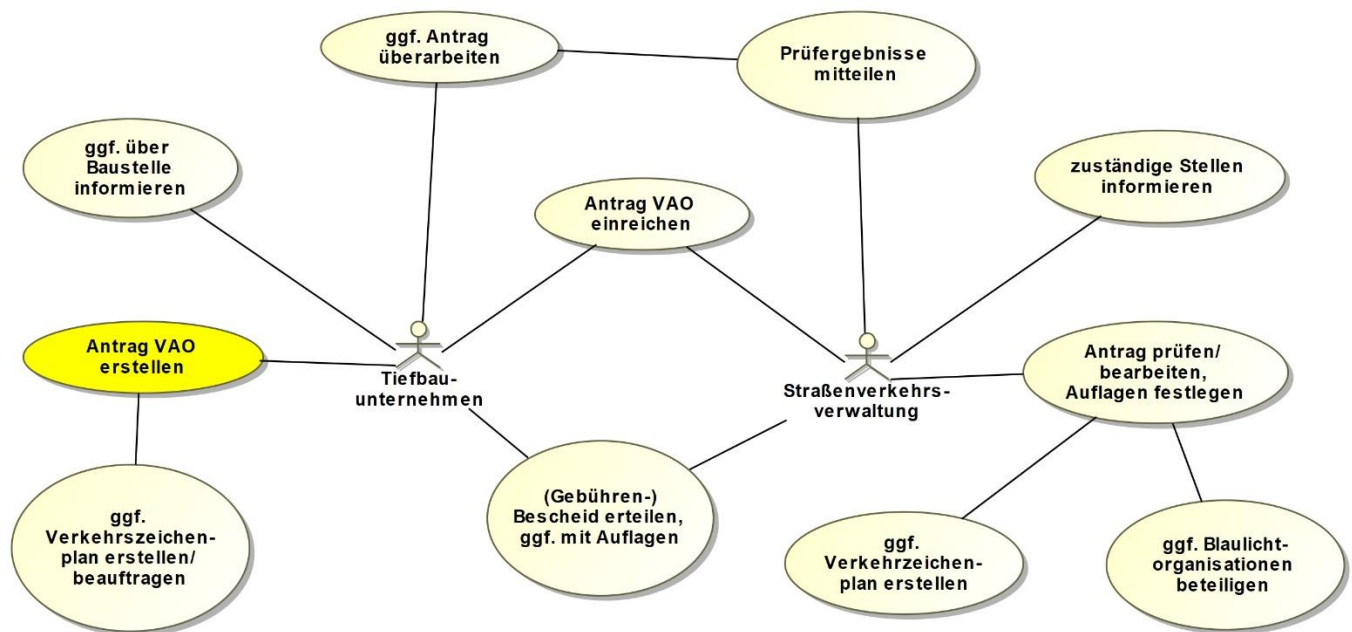 ggf. Antrag
überarbeiten
Prüfergebnisse
mitteilen
ggf. über
Baustelle
informieren
zuständige Stellen
informieren
Antrag VAO
einreichen
Antrag VAO
erstellen
Tiefbau-
unternehmen
Straßenverkehrs-
verwaltung
Antrag prüfen/
bearbeiten,
Auflagen festlegen
ggf.
Verkehrszeichen-
plan erstellen/
beauftragen
(Gebühren-)
Bescheid erteilen,
ggf. mit Auflagen
ggf.
Verkehrzeichen-
plan erstellen
ggf. Blaulicht-
organisationen
beteiligen